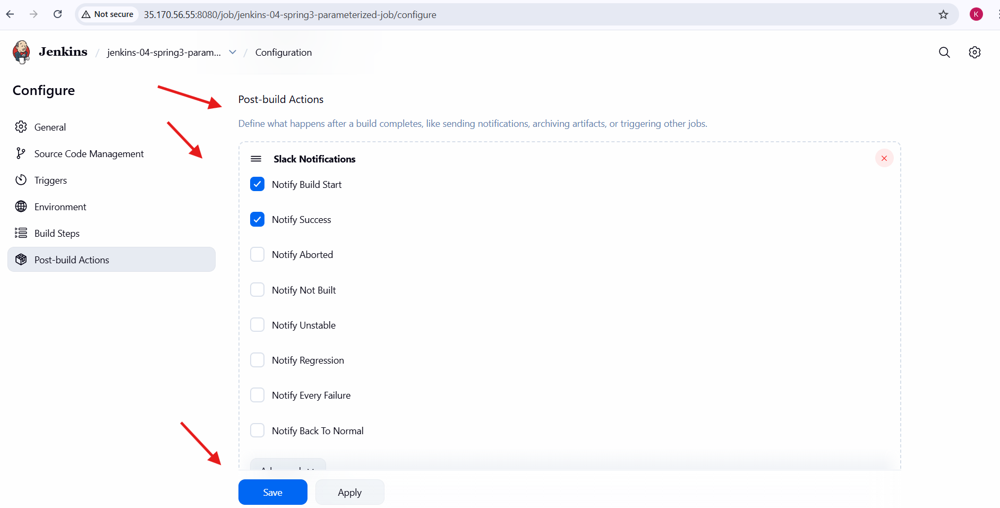 Not secure 35.170.56.55:8080/job/jenkins-04-spring3-parameterized-job/configure K
Jenkins / jenkins-04-spring3-param... / Configuration
Configure
General
Source Code Management
Triggers
Environment
Build Steps
Post-build Actions
Post-build Actions
Define what happens after a build completes, like sending notifications, archiving artifacts, or triggering other jobs.
Slack Notifications
Notify Build Start
Notify Success
Notify Aborted
Notify Not Built
Notify Unstable
Notify Regression
Notify Every Failure
Notify Back To Normal
Save Apply